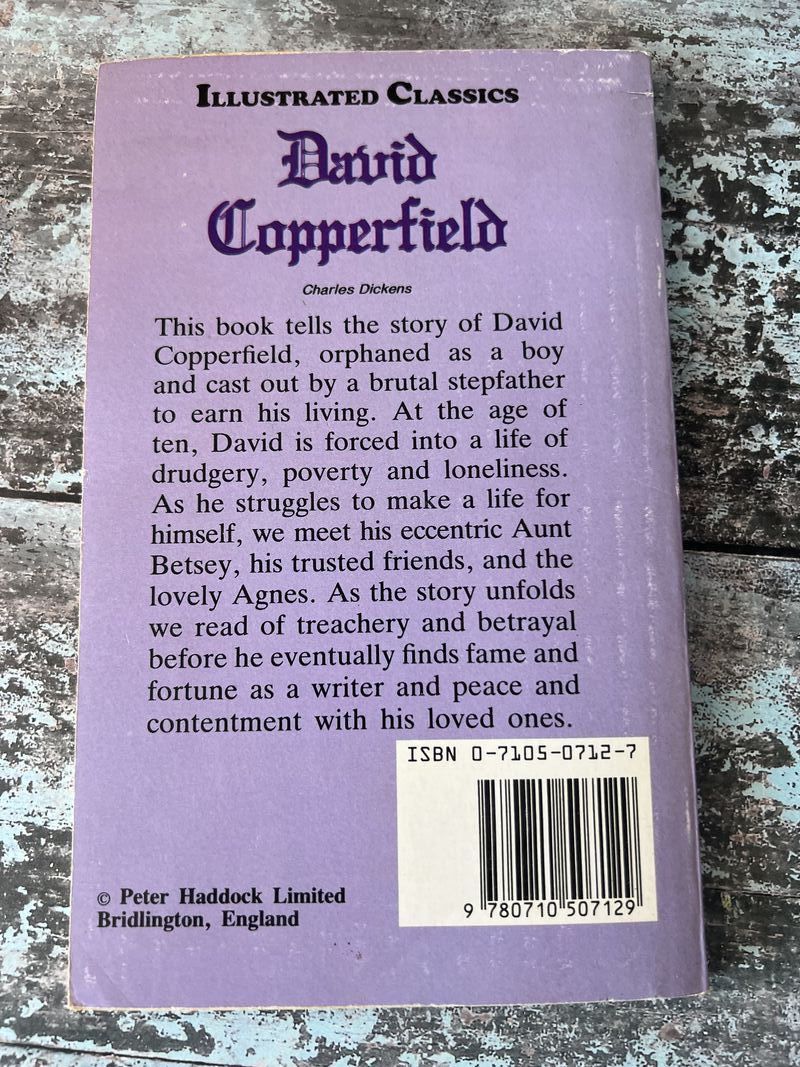 ILLUSTRATED CLASSICS
David
Copperfield
Charles Dickens
This book tells the story of David
Copperfield, orphaned as a boy
and cast out by a brutal stepfather
to earn his living. At the age of
ten, David is forced into a life of
drudgery, poverty and loneliness.
As he struggles to make a life for
himself, we meet his eccentric Aunt
Betsey, his trusted friends, and the
lovely Agnes. As the story unfolds
we read of treachery and betrayal
before he eventually finds fame and
fortune as a writer and peace and
contentment with his loved ones.
ISBN 0-7105-0712-7
9 780710 507129
© Peter Haddock Limited
Bridlington, England